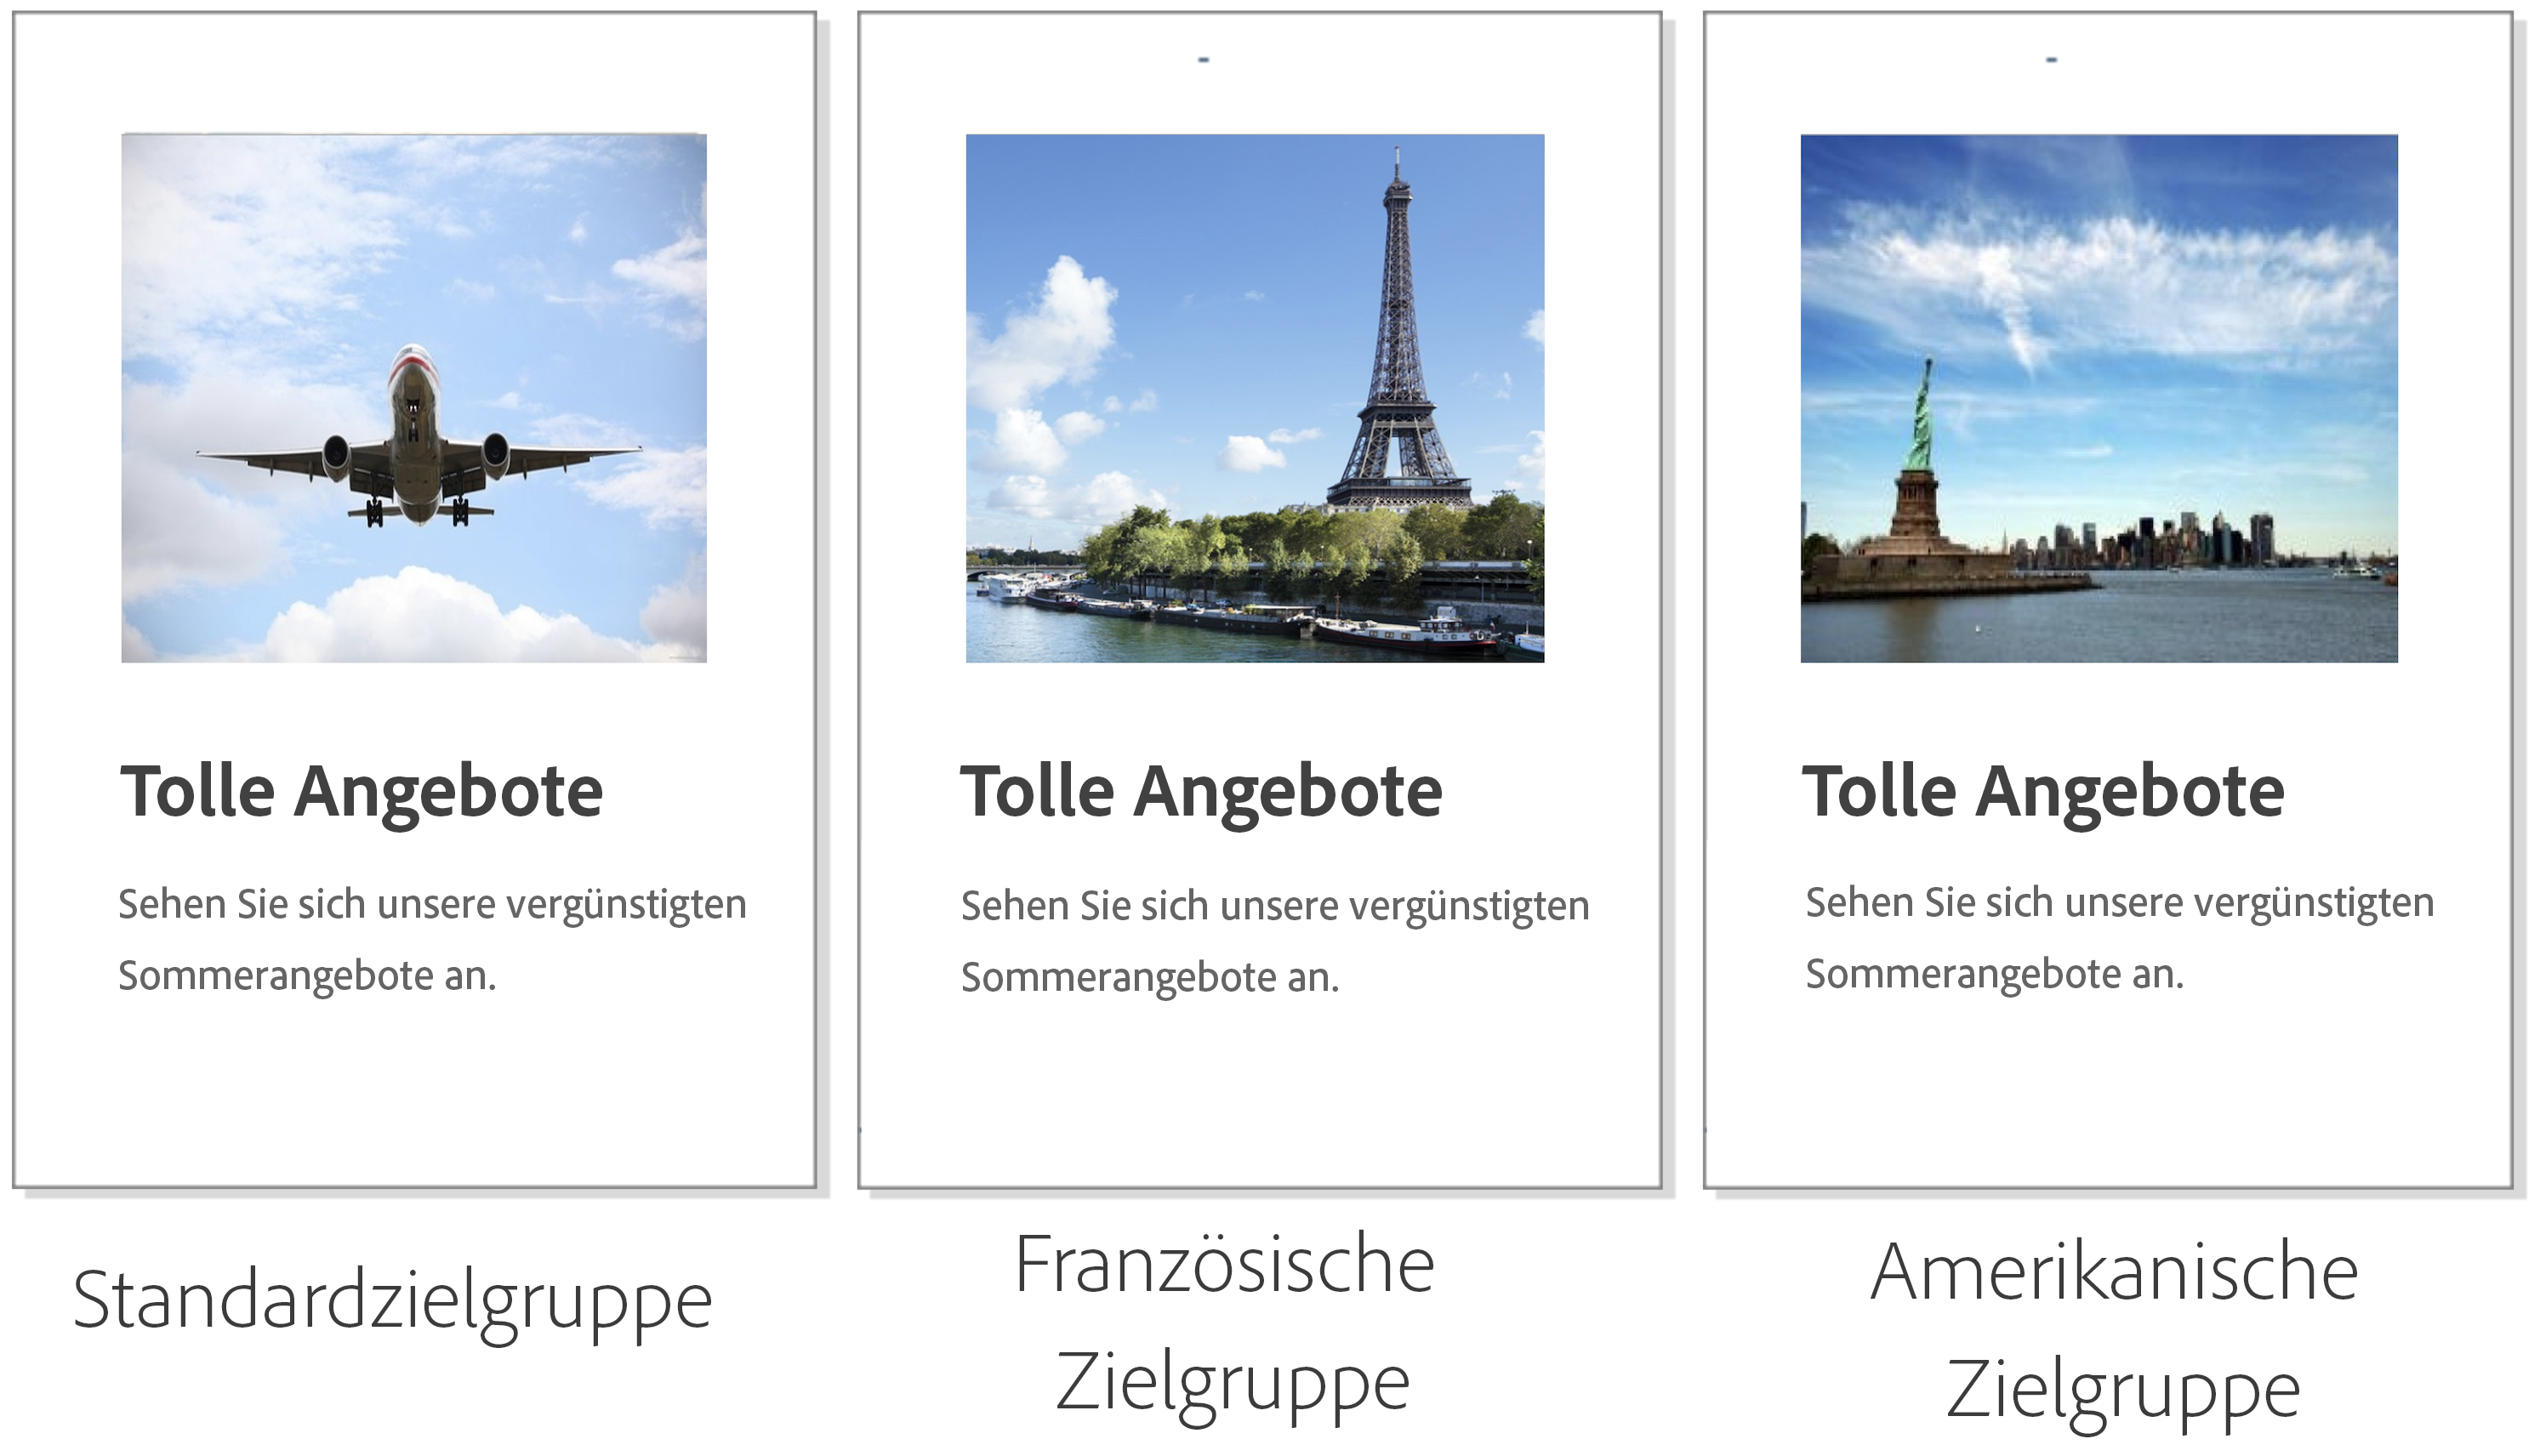 Tolle Angebote
Sehen Sie sich unsere vergünstigten
Sommerangebote an.
Standardzielgruppe
Tolle Angebote
Sehen Sie sich unsere vergünstigten
Sommerangebote an.
Französische
Zielgruppe
Tolle Angebote
Sehen Sie sich unsere vergünstigten
Sommerangebote an.
Amerikanische
Zielgruppe